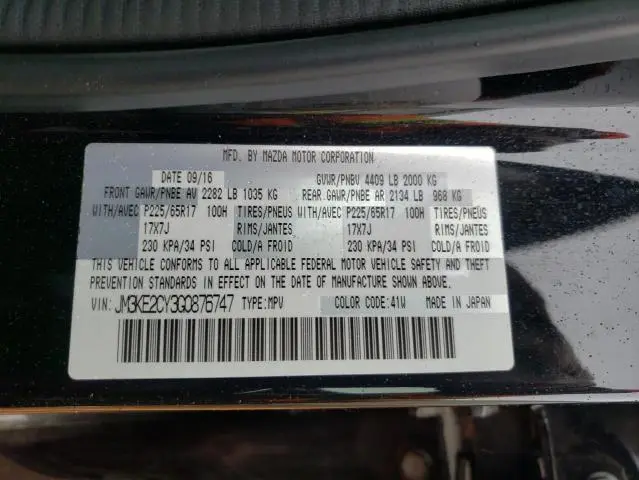 MFD. BY MAZDA MOTOR CORPORATION
DATE 09/16 GVWR/PNBV 4409 LB 2000 KG
FRONT GAWR/PNBE AV 2282 LB 1035 KG REAR GAWR/PNBE AR 2134 LB 968 KG
WITH/AVEC P225/65R17 100H TIRES/PNEUS WITH/AVEC P225/65R17 100H TIRES/PNEUS
17X7J RIMS/JANTES 17X7J RIMS/JANTES
230 KPA/34 PSI COLD/A FROID 230 KPA/34 PSI COLD/A FROID
THIS VEHICLE CONFORMS TO ALL APPLICABLE FEDERAL MOTOR VEHICLE SAFETY AND THEFT
PREVENTION STANDARDS IN EFFECT ON THE DATE OF MANUFACTURE SHOWN ABOVE.
VIN: JM3KE2CY3G0876747 TYPE:MPV COLOR CODE:41W MADE IN JAPAN